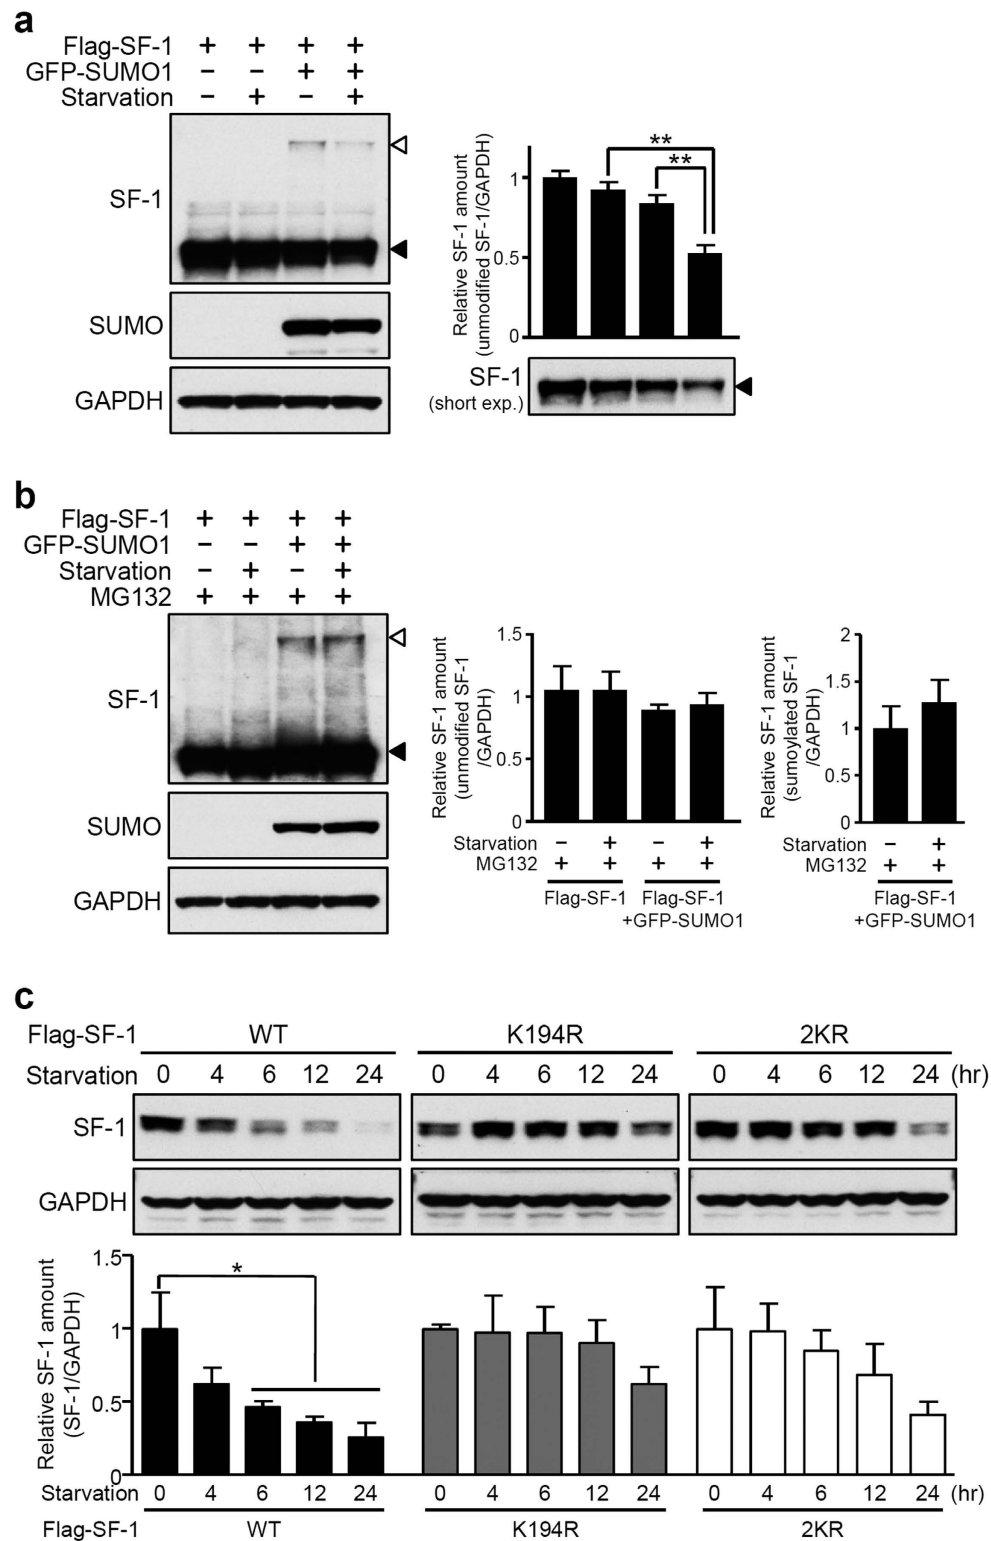 a
Flag-SF-1 + + + +
GFP-SUMO1 – – + +
Starvation – + – +
SF-1
SUMO
GAPDH
Relative SF-1 amount
(unmodified SF-1/GAPDH)
1
0.5
0
**
**
SF-1
(short exp.)
b
Flag-SF-1 + + + +
GFP-SUMO1 – – + +
Starvation – + – +
MG132 + + + +
SF-1
SUMO
GAPDH
Relative SF-1 amount
(unmodified SF-1
/GAPDH)
1.5
1
0.5
0
Starvation – + – +
MG132 + + + +
Flag-SF-1 Flag-SF-1
+GFP-SUMO1
Relative SF-1 amount
(sumoylated SF-1
/GAPDH)
2
1.5
1
0.5
0
Starvation – +
MG132 + +
Flag-SF-1
+GFP-SUMO1
c
Flag-SF-1 WT K194R 2KR
Starvation 0 4 6 12 24 0 4 6 12 24 0 4 6 12 24 (hr)
SF-1
GAPDH
Relative SF-1 amount
(SF-1/GAPDH)
1.5
1
0.5
0
*
Starvation 0 4 6 12 24 0 4 6 12 24 0 4 6 12 24 (hr)
Flag-SF-1 WT K194R 2KR